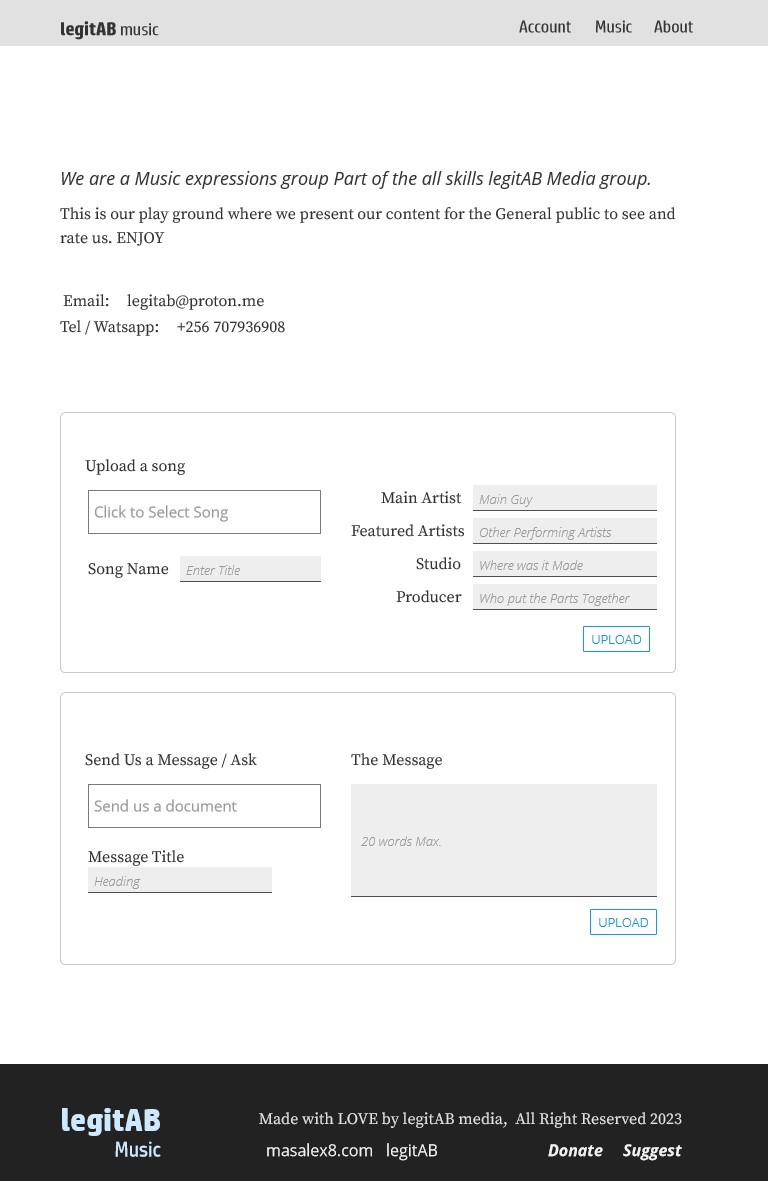 legitAB music Account Music About
We are a Music expressions group Part of the all skills legitAB Media group.
This is our play ground where we present our content for the General public to see and
rate us. ENJOY
Email: legitab@proton.me
Tel / Watsapp: +256 707936908
Upload a song
Click to Select Song
Song Name Enter Title
Main Artist Main Guy
Featured Artists Other Performing Artists
Studio Where was it Made
Producer Who put the Parts Together
UPLOAD
Send Us a Message / Ask
Send us a document
Message Title
Heading
The Message
20 words Max.
UPLOAD
legitAB
Music
Made with LOVE by legitAB media, All Right Reserved 2023
masalex8.com legitAB Donate Suggest